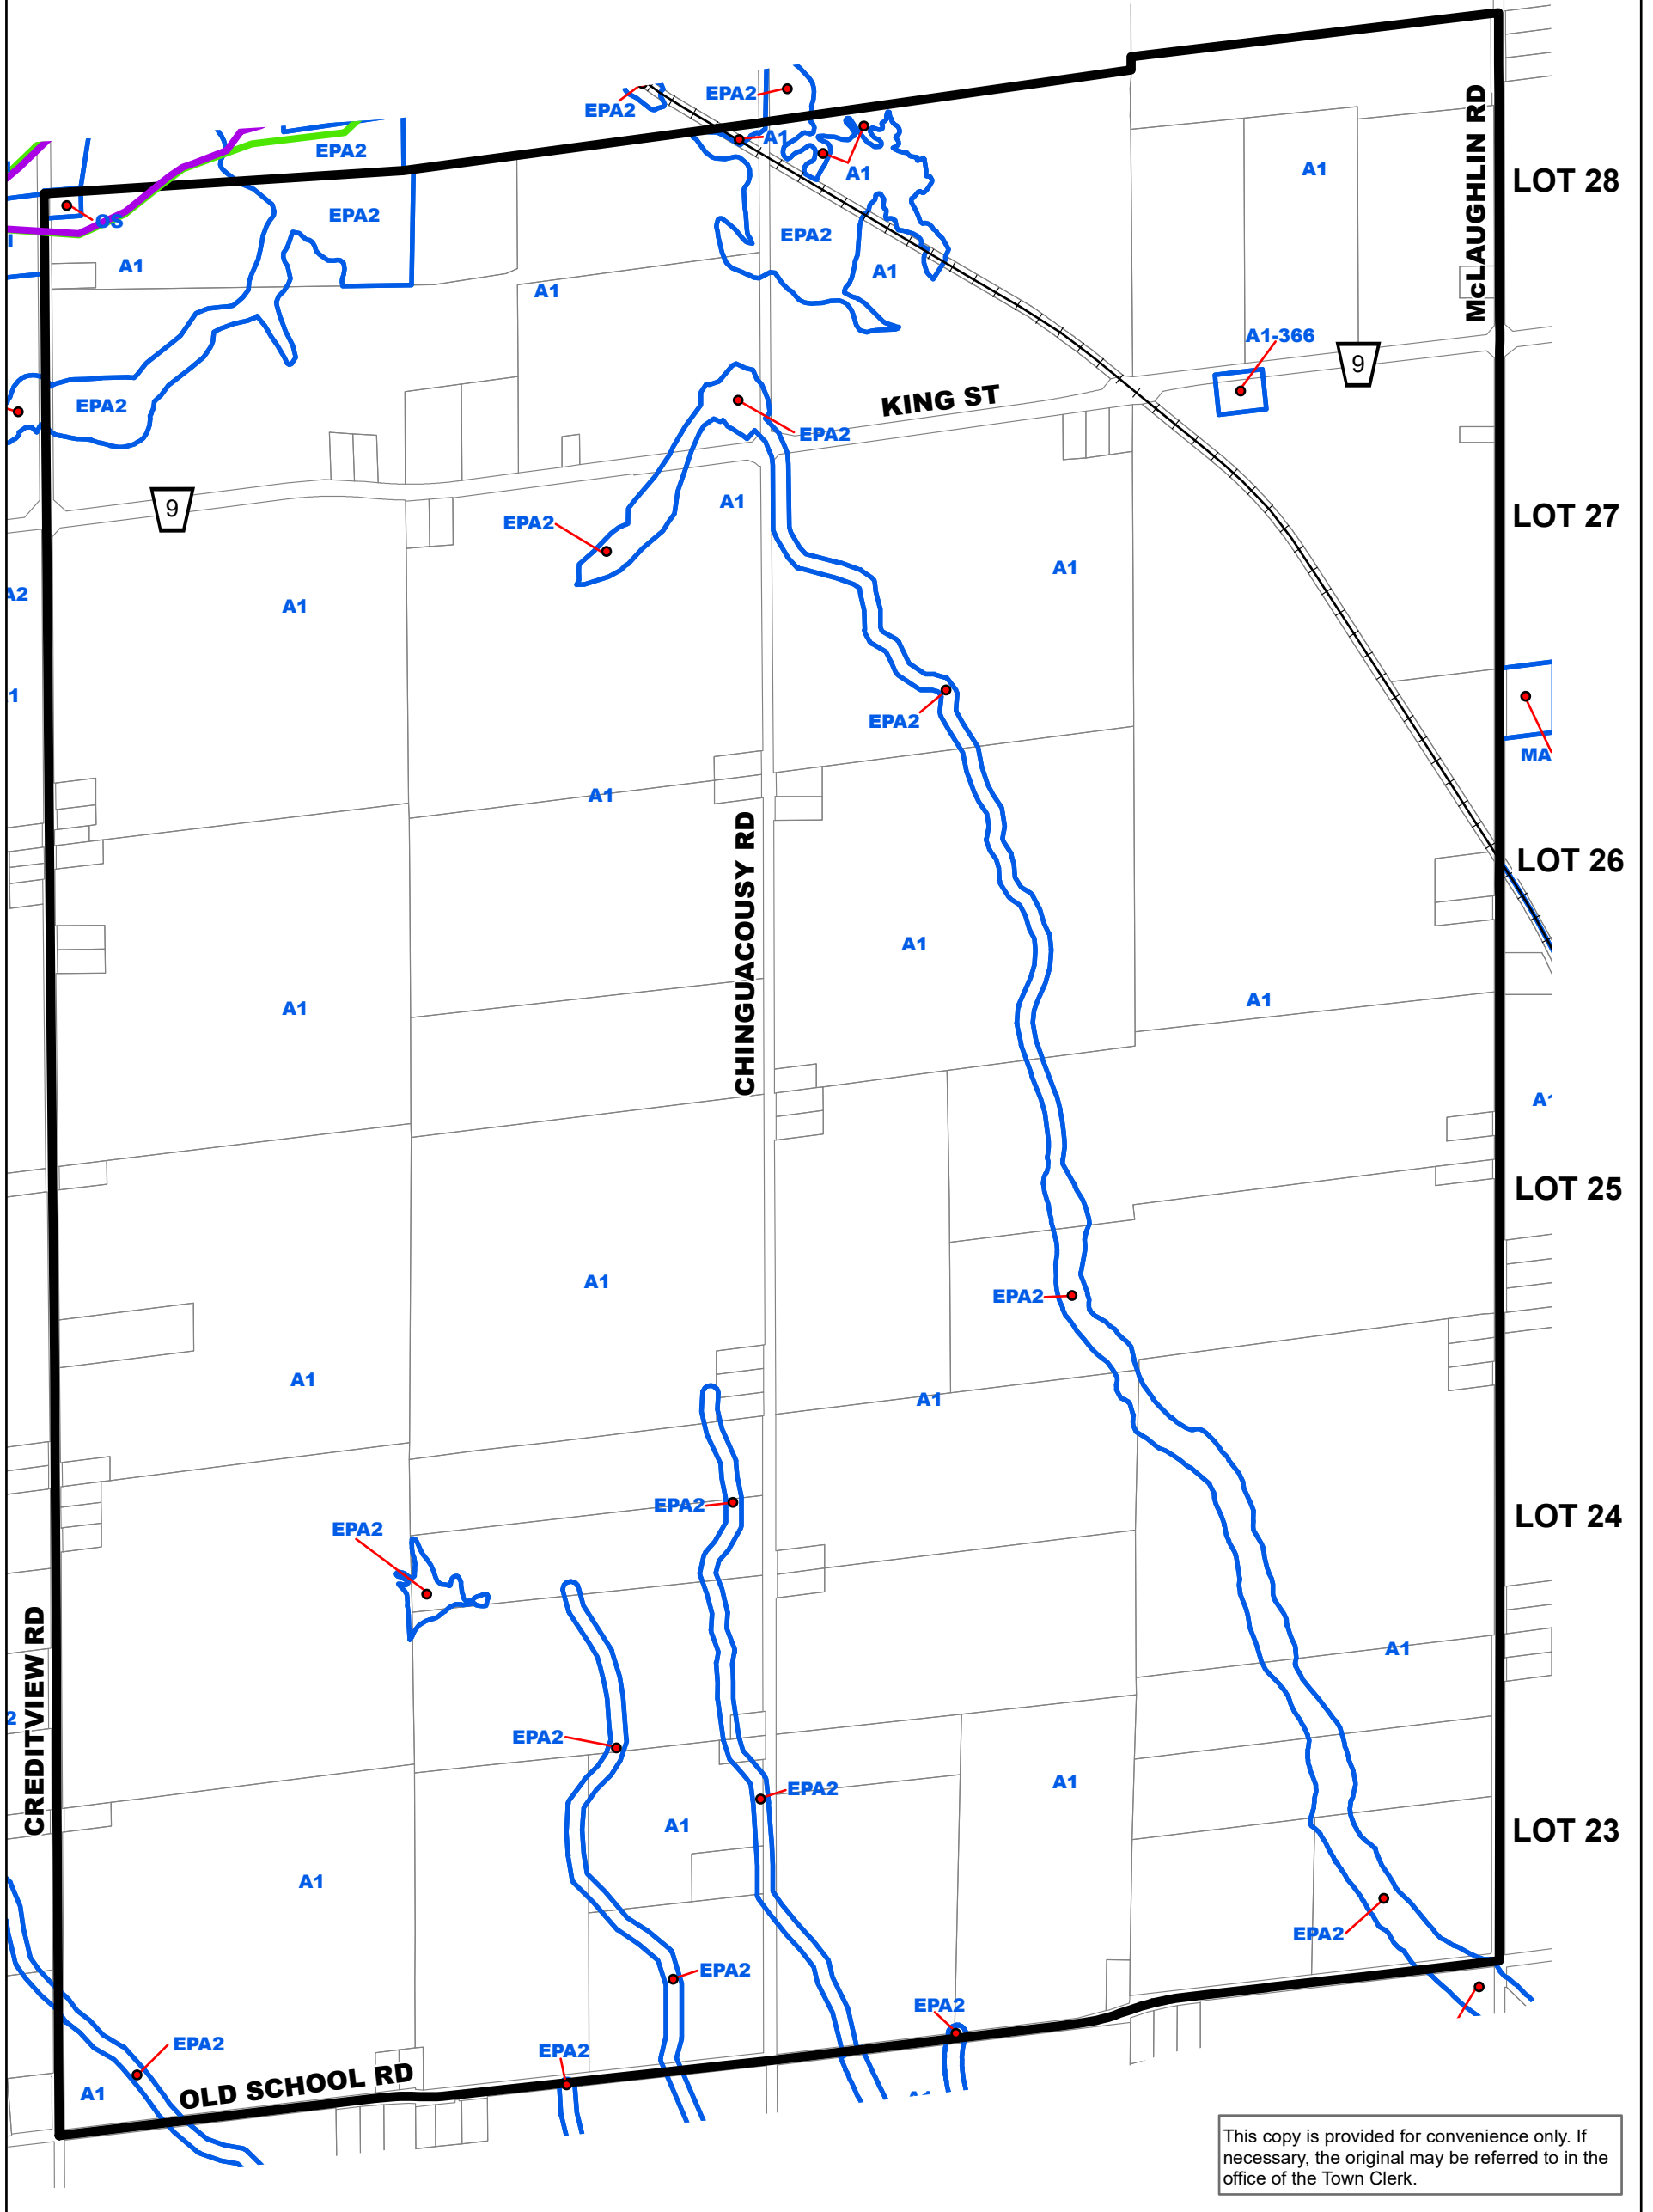 EPA2
EPA2
A1
EPA2
A1
A1
LOT 28
EPA2
EPA2
A1
A1
OS
A1
McLAUGHLIN RD
A1-366
9
EPA2
KING ST
EPA2
A1
9
EPA2
LOT 27
A1
A2
A1
1
EPA2
MA
A1
CHINGUACOUSY RD
LOT 26
A1
A1
A1
LOT 25
A1
EPA2
A1
A1
EPA2
LOT 24
EPA2
CREDITVIEW RD
A1
2
EPA2
EPA2
A1
A1
LOT 23
A1
EPA2
EPA2
EPA2
EPA2
EPA2
A1
OLD SCHOOL RD
This copy is provided for convenience only. If
necessary, the original may be referred to in the
office of the Town Clerk.